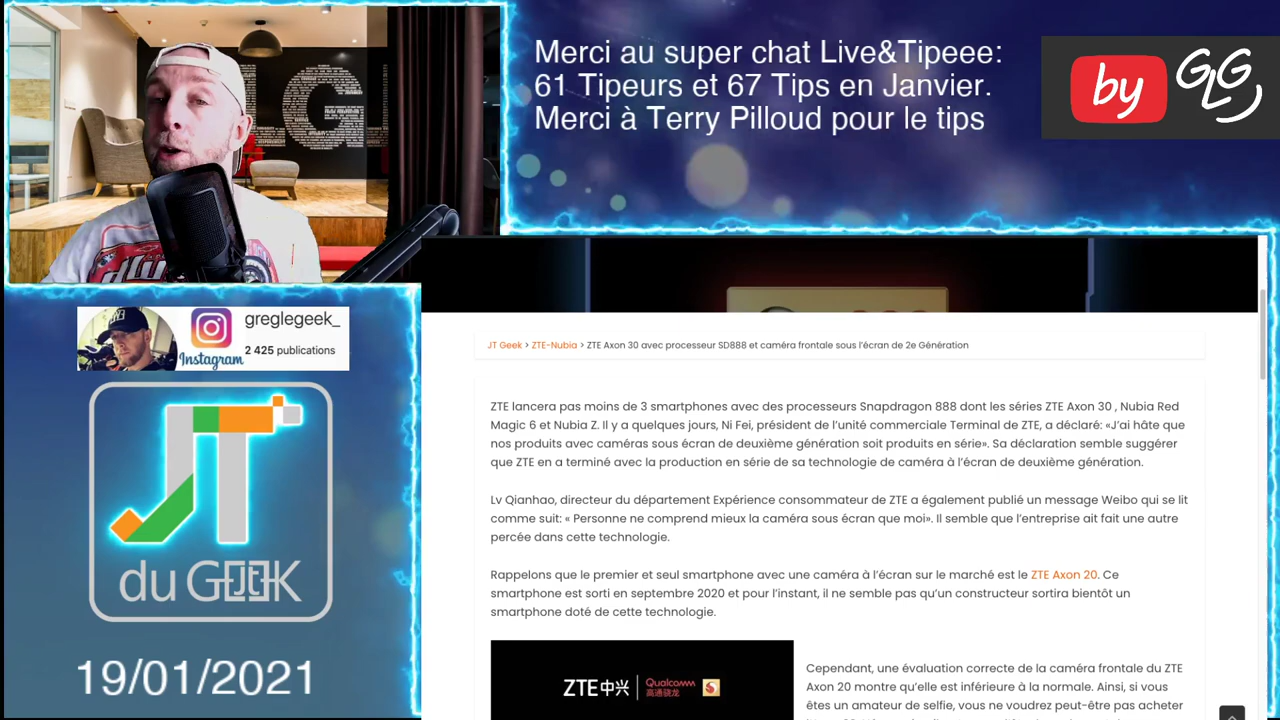 Merci au super chat Live&Tipeee:
61 Tipeurs et 67 Tips en Janvier.
Merci à Terry Pilloud pour le tips
by GLG
greglegeek_
Instagram
2 425 publications
JT
du GEEK
19/01/2021
JT Geek > ZTE-Nubia > ZTE Axon 30 avec processeur SD888 et caméra frontale sous l'écran de 2e Génération
ZTE lancera pas moins de 3 smartphones avec des processeurs Snapdragon 888 dont les séries ZTE Axon 30 , Nubia Red
Magic 6 et Nubia Z. Il y a quelques jours, Ni Fei, président de l'unité commerciale Terminal de ZTE, a déclaré: «J'ai hâte que
nos produits avec caméras sous écran de deuxième génération soit produits en série». Sa déclaration semble suggérer
que ZTE en a terminé avec la production en série de sa technologie de caméra à l'écran de deuxième génération.
Lv Qianhao, directeur du département Expérience consommateur de ZTE a également publié un message Weibo qui se lit
comme suit: « Personne ne comprend mieux la caméra sous écran que moi». Il semble que l'entreprise ait fait une autre
percée dans cette technologie.
Rappelons que le premier et seul smartphone avec une caméra à l'écran sur le marché est le ZTE Axon 20. Ce
smartphone est sorti en septembre 2020 et pour l'instant, il ne semble pas qu'un constructeur sortira bientôt un
smartphone doté de cette technologie.
ZTE中兴 Qualcomm
高通骁龙
Cependant, une évaluation correcte de la caméra frontale du ZTE
Axon 20 montre qu'elle est inférieure à la normale. Ainsi, si vous
êtes un amateur de selfie, vous ne voudrez peut-être pas acheter